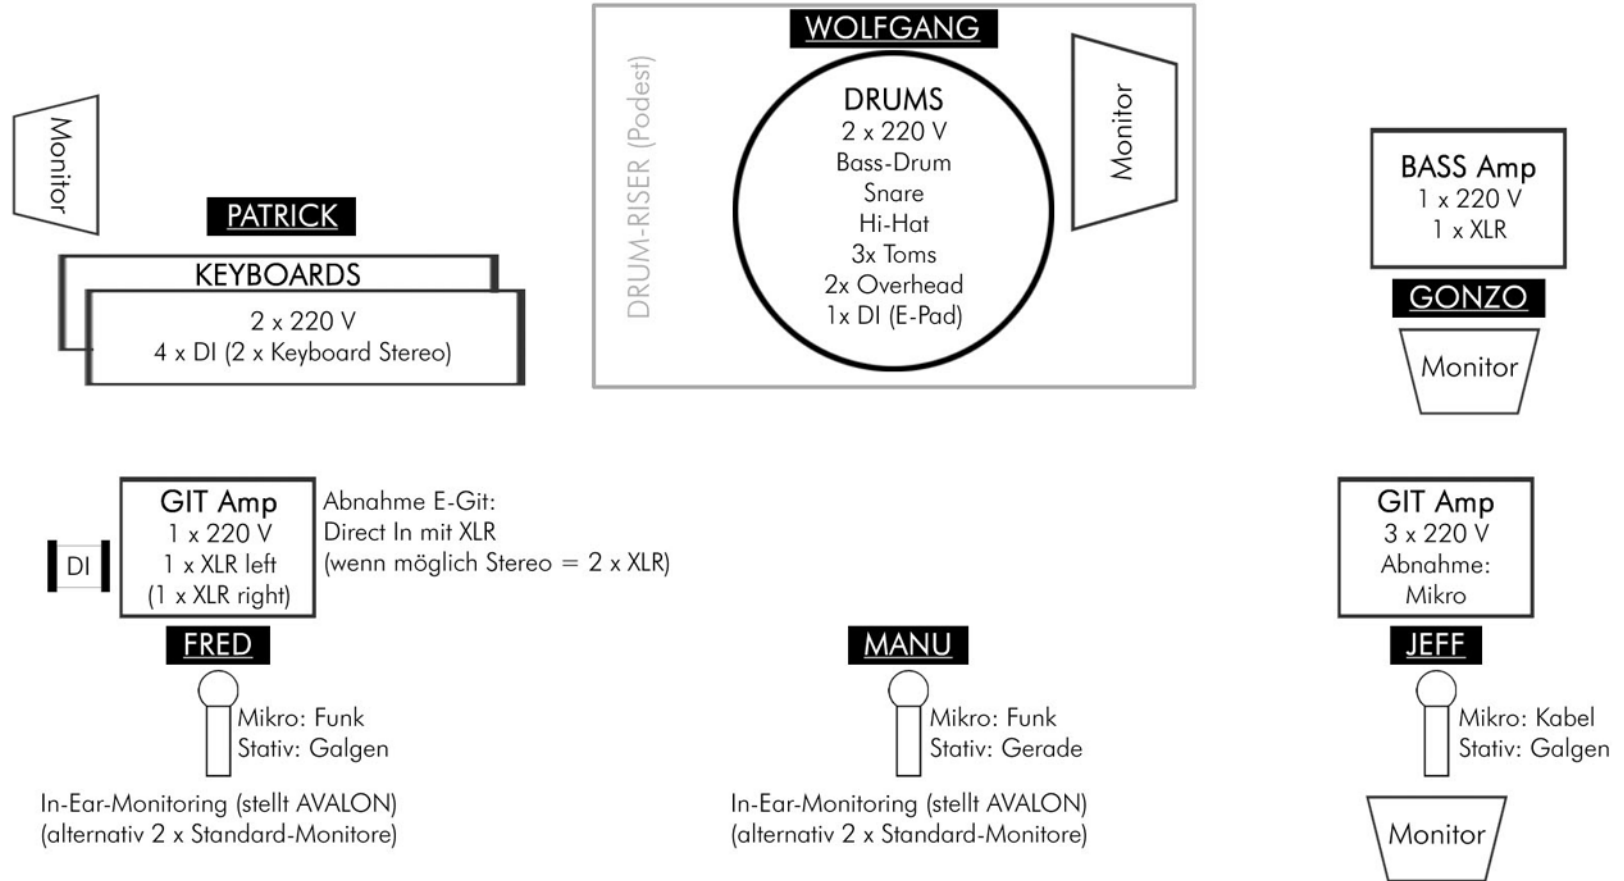 WOLFGANG
DRUM-RISER (Podest)
DRUMS
2 x 220 V
Bass-Drum
Snare
Hi-Hat
3x Toms
2x Overhead
1x DI (E-Pad)
Monitor
Monitor
PATRICK
KEYBOARDS
2 x 220 V
4 x DI (2 x Keyboard Stereo)
BASS Amp
1 x 220 V
1 x XLR
GONZO
Monitor
DI
GIT Amp
1 x 220 V
1 x XLR left
(1 x XLR right)
Abnahme E-Git:
Direct In mit XLR
(wenn möglich Stereo = 2 x XLR)
FRED
Mikro: Funk
Stativ: Galgen
In-Ear-Monitoring (stellt AVALON)
(alternativ 2 x Standard-Monitore)
MANU
Mikro: Funk
Stativ: Gerade
In-Ear-Monitoring (stellt AVALON)
(alternativ 2 x Standard-Monitore)
GIT Amp
3 x 220 V
Abnahme:
Mikro
JEFF
Mikro: Kabel
Stativ: Galgen
Monitor